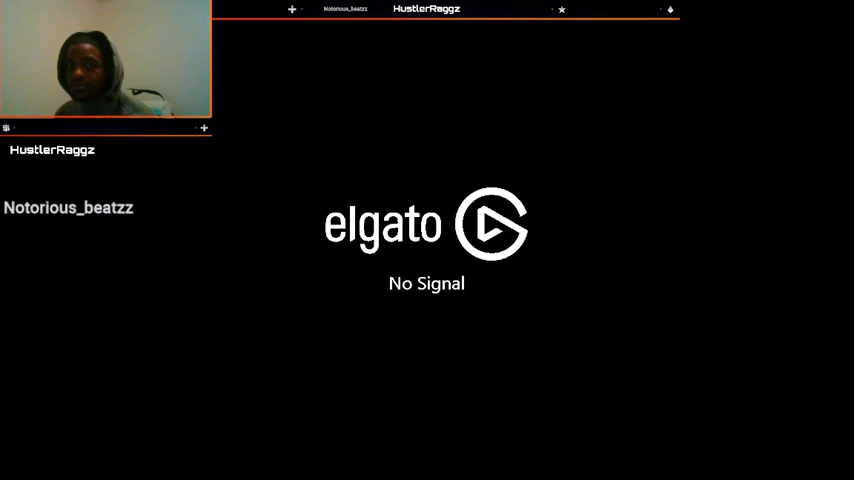 Notorious_beatzz
HustlerRaggz
HustlerRaggz
Notorious_beatzz
elgato
No Signal